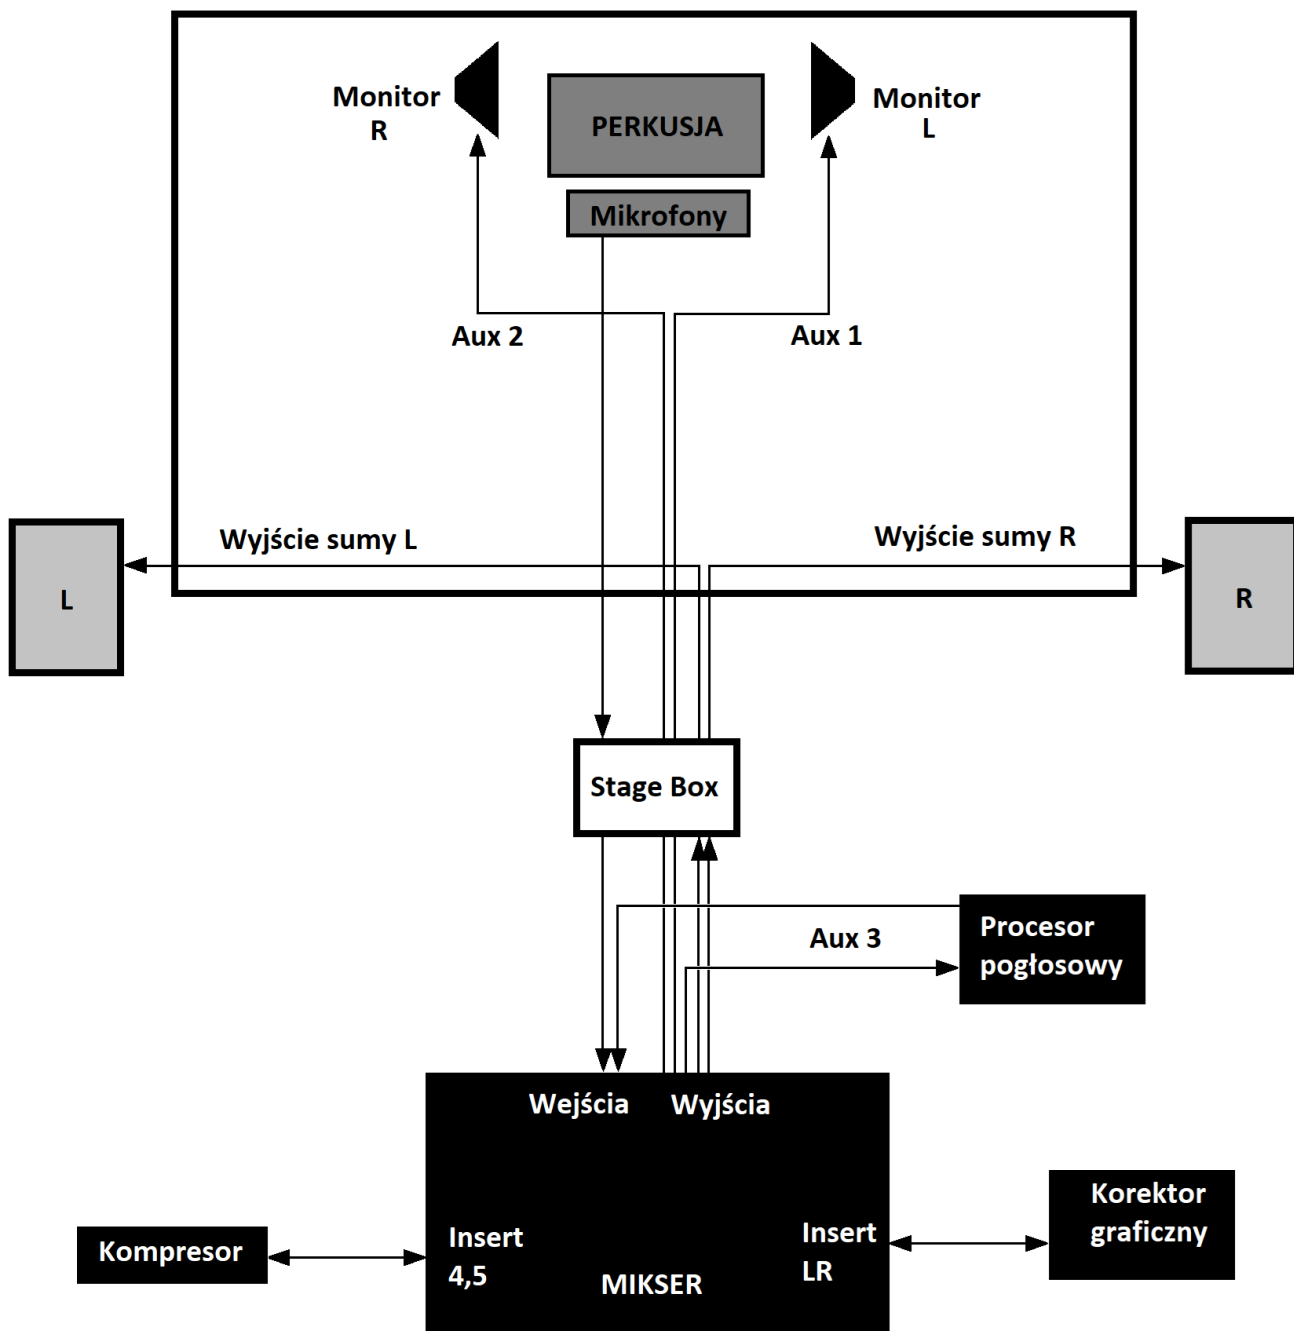 Monitor
R
PERKUSJA
Monitor
L
Mikrofony
Aux 2
Aux 1
Wyjście sumy L
Wyjście sumy R
L
R
Stage Box
Aux 3
Procesor
pogłosowy
Wejścia
Wyjścia
Kompresor
Insert
4,5
MIKSER
Insert
LR
Korektor
graficzny